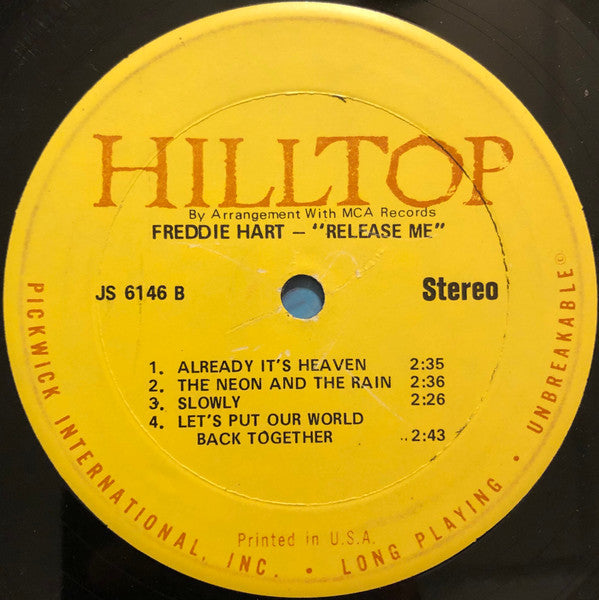 HILLTOP
By Arrangement With MCA Records
FREDDIE HART – "RELEASE ME"
JS 6146 B
Stereo
1. ALREADY IT'S HEAVEN 2:35
2. THE NEON AND THE RAIN 2:36
3. SLOWLY 2:26
4. LET'S PUT OUR WORLD
BACK TOGETHER ..2:43
Printed in U.S.A.
PICKWICK INTERNATIONAL, INC. • LONG PLAYING • UNBREAKABLE©